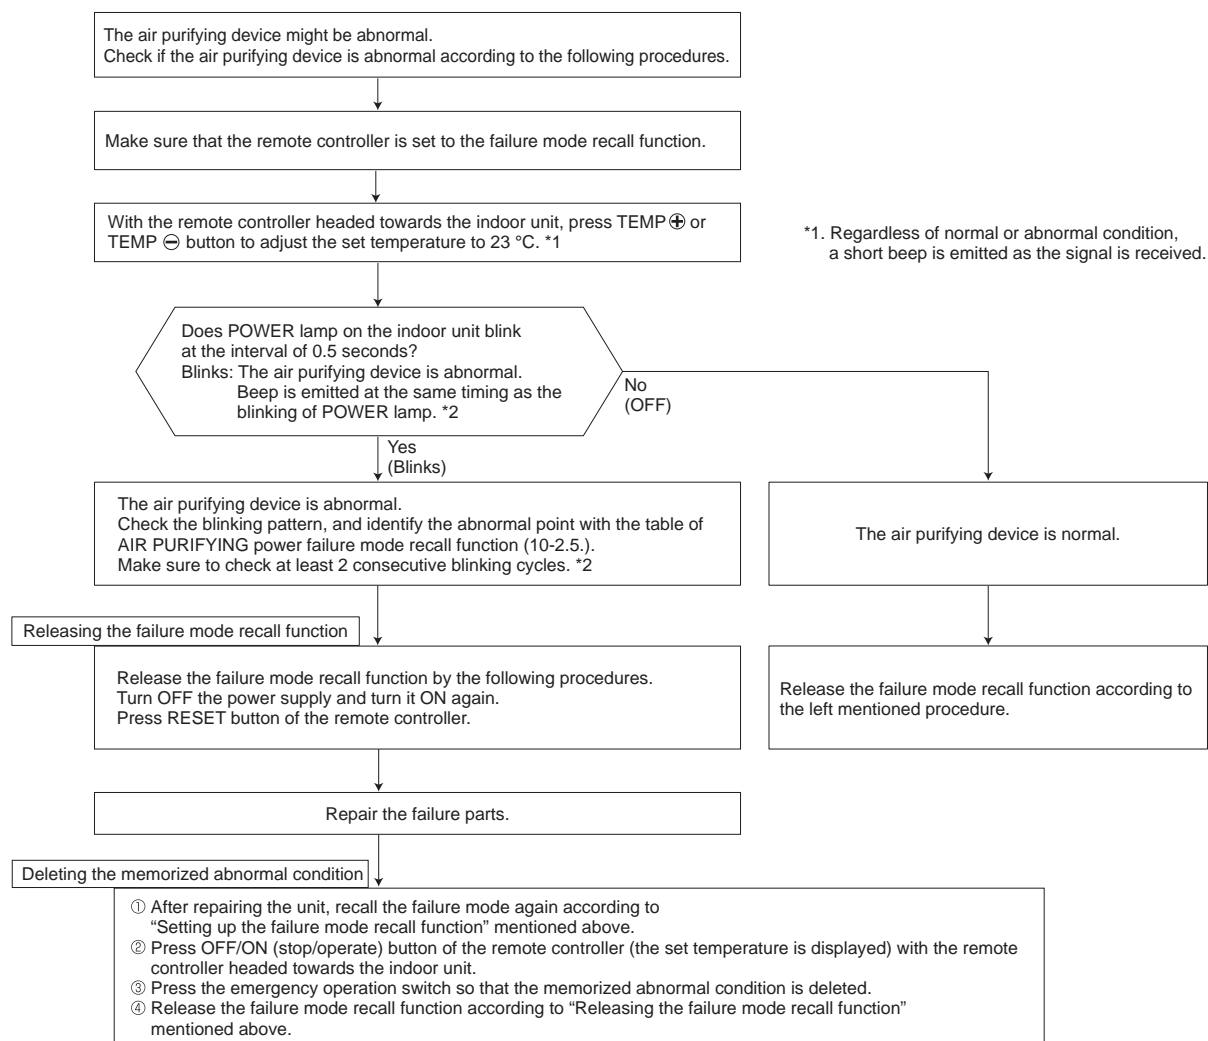 The air purifying device might be abnormal.
Check if the air purifying device is abnormal according to the following procedures.
Make sure that the remote controller is set to the failure mode recall function.
With the remote controller headed towards the indoor unit, press TEMP ⊕ or
TEMP ⊖ button to adjust the set temperature to 23 °C. *1
*1. Regardless of normal or abnormal condition,
a short beep is emitted as the signal is received.
Does POWER lamp on the indoor unit blink
at the interval of 0.5 seconds?
Blinks: The air purifying device is abnormal.
Beep is emitted at the same timing as the
blinking of POWER lamp. *2
No
(OFF)
Yes
(Blinks)
The air purifying device is abnormal.
Check the blinking pattern, and identify the abnormal point with the table of
AIR PURIFYING power failure mode recall function (10-2.5.).
Make sure to check at least 2 consecutive blinking cycles. *2
The air purifying device is normal.
Releasing the failure mode recall function
Release the failure mode recall function by the following procedures.
Turn OFF the power supply and turn it ON again.
Press RESET button of the remote controller.
Release the failure mode recall function according to
the left mentioned procedure.
Repair the failure parts.
Deleting the memorized abnormal condition
① After repairing the unit, recall the failure mode again according to
“Setting up the failure mode recall function” mentioned above.
② Press OFF/ON (stop/operate) button of the remote controller (the set temperature is displayed) with the remote
controller headed towards the indoor unit.
③ Press the emergency operation switch so that the memorized abnormal condition is deleted.
④ Release the failure mode recall function according to “Releasing the failure mode recall function”
mentioned above.